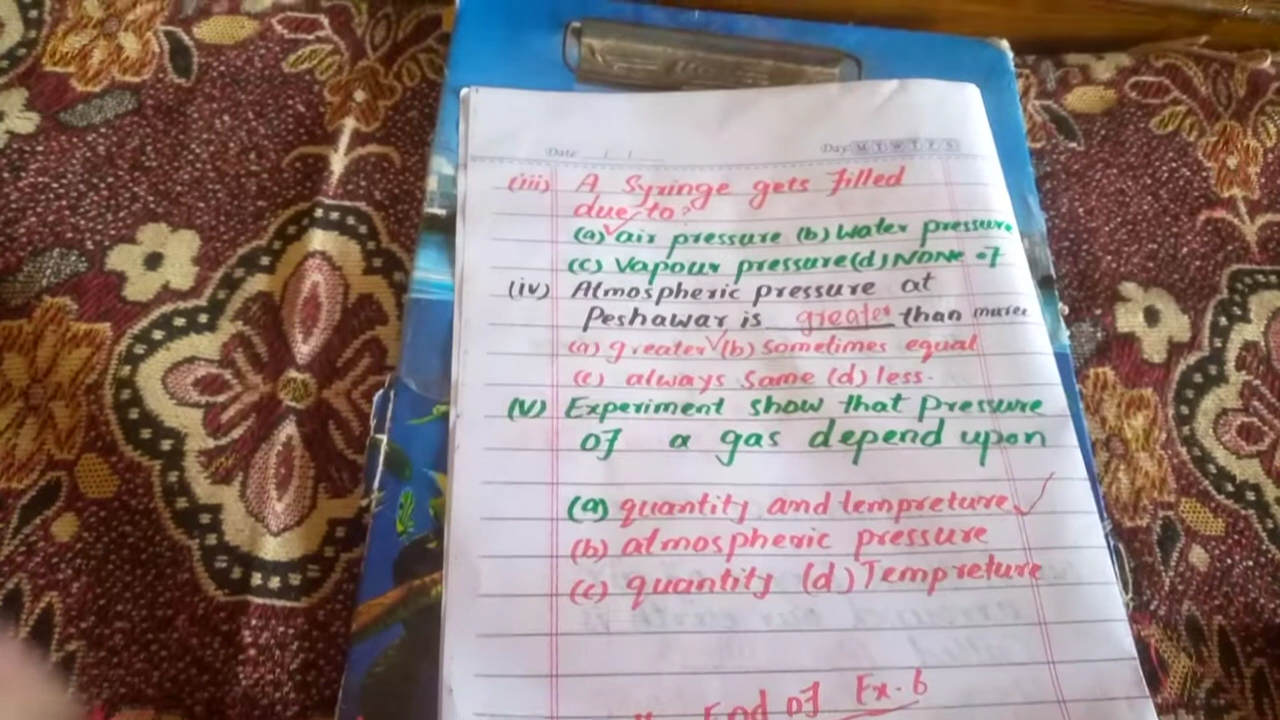 Date / /
Day M T W T F S
(iii) A Syringe gets filled
due to?
(a) air pressure (b) Water pressure
(c) Vapour pressure (d) NONE of
(iv) Atmospheric pressure at
Peshawar is greater than muree
(a) greater (b) Sometimes equal
(c) always Same (d) less.
(v) Experiment show that Pressure
of a gas depend upon
(a) quantity and tempreture
(b) atmospheric pressure
(c) quantity (d) Tempreture
End of Ex. 6